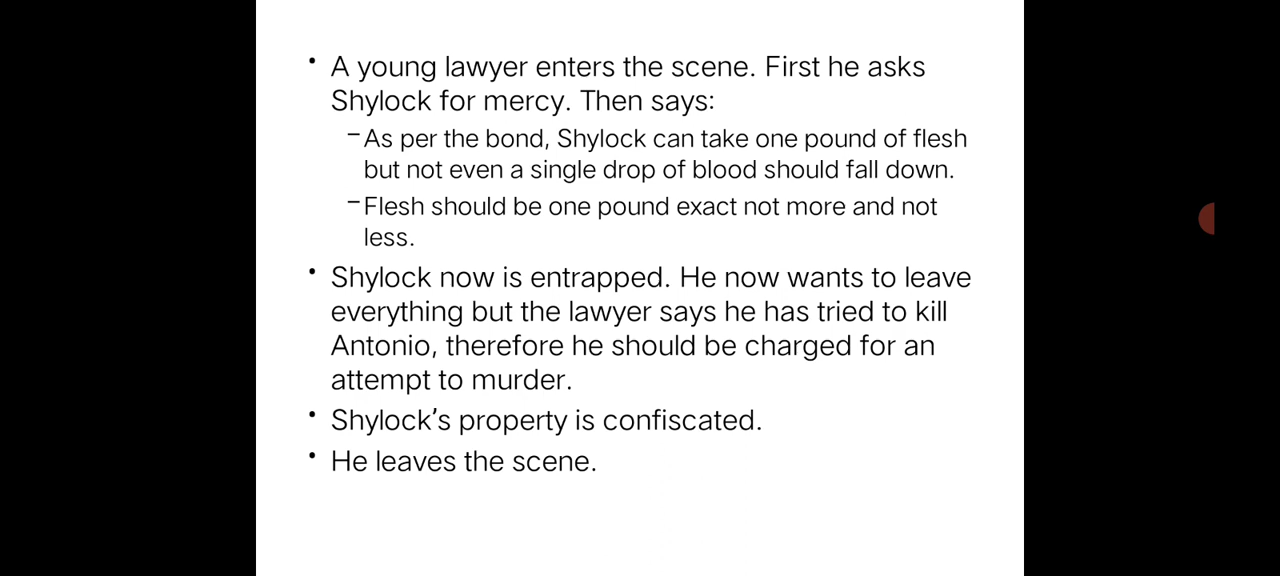 • A young lawyer enters the scene. First he asks
Shylock for mercy. Then says:
– As per the bond, Shylock can take one pound of flesh
but not even a single drop of blood should fall down.
– Flesh should be one pound exact not more and not
less.
• Shylock now is entrapped. He now wants to leave
everything but the lawyer says he has tried to kill
Antonio, therefore he should be charged for an
attempt to murder.
• Shylock’s property is confiscated.
• He leaves the scene.